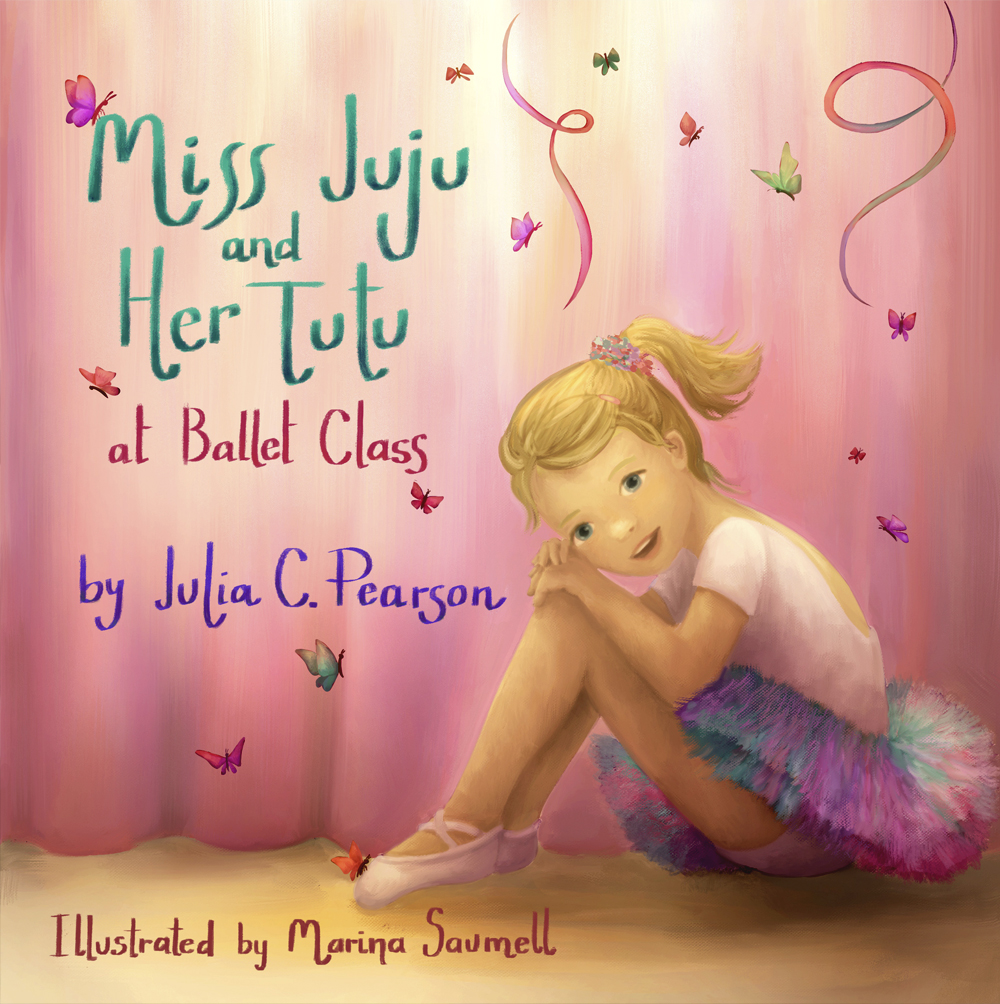 Miss Juju
and
Her Tutu
at Ballet Class
by Julia C. Pearson
Illustrated by Marina Saumell